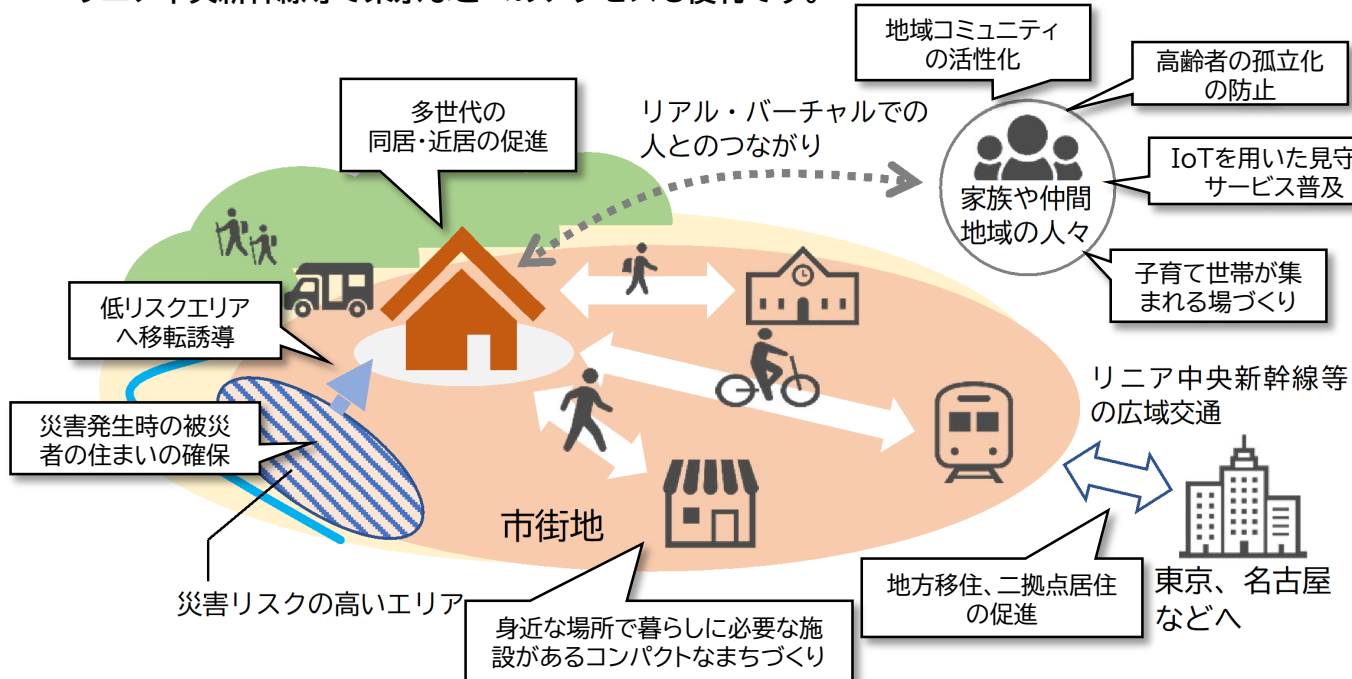 地域コミュニティ
の活性化
高齢者の孤立化
の防止
多世代の
同居・近居の促進
リアル・バーチャルでの
人とのつながり
IoTを用いた見守
サービス普及
家族や仲間
地域の人々
子育て世帯が集
まれる場づくり
低リスクエリア
へ移転誘導
リニア中央新幹線等
の広域交通
災害発生時の被災
者の住まいの確保
市街地
災害リスクの高いエリア
地方移住、二拠点居住
の促進
東京、名古屋
などへ
身近な場所で暮らしに必要な施
設があるコンパクトなまちづくり